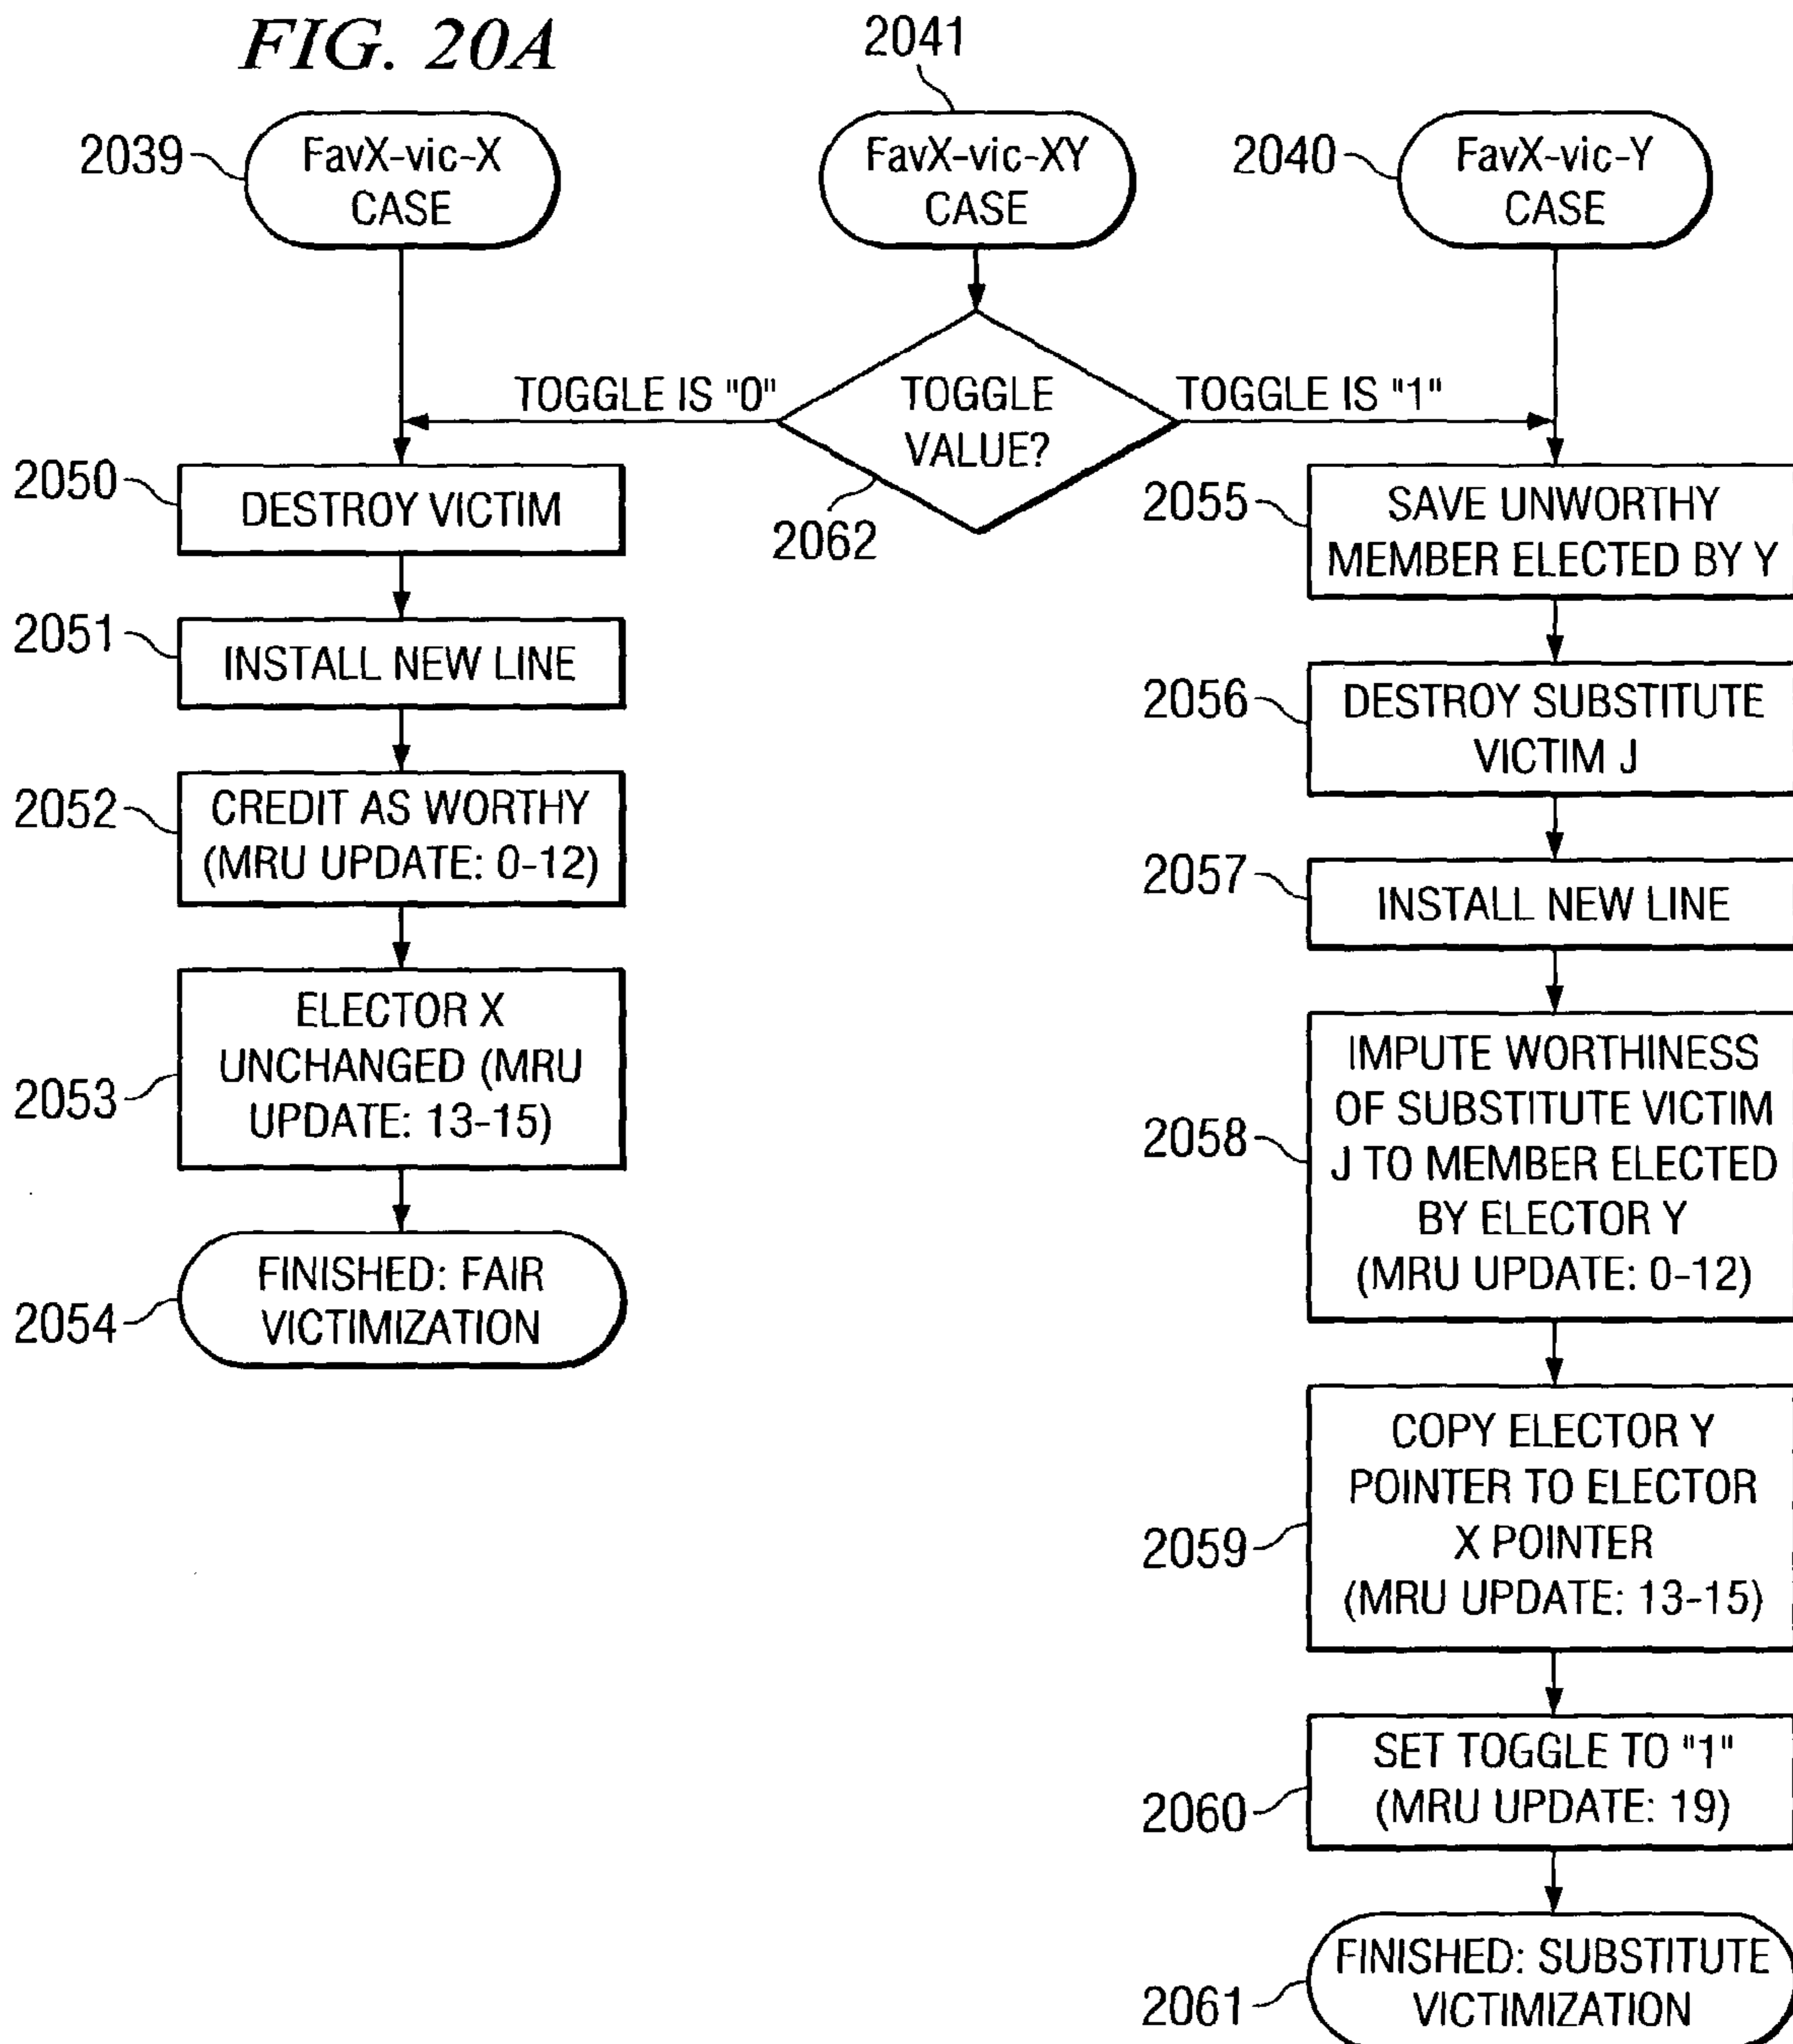 FIG. 20A
2041
2039
FavX-vic-X
CASE
FavX-vic-XY
CASE
2040
FavX-vic-Y
CASE
TOGGLE IS "0"
TOGGLE
VALUE?
TOGGLE IS "1"
2062
2050
DESTROY VICTIM
2051
INSTALL NEW LINE
2052
CREDIT AS WORTHY
(MRU UPDATE: 0-12)
2053
ELECTOR X
UNCHANGED (MRU
UPDATE: 13-15)
2054
FINISHED: FAIR
VICTIMIZATION
2055
SAVE UNWORTHY
MEMBER ELECTED BY Y
2056
DESTROY SUBSTITUTE
VICTIM J
2057
INSTALL NEW LINE
2058
IMPUTE WORTHINESS
OF SUBSTITUTE VICTIM
J TO MEMBER ELECTED
BY ELECTOR Y
(MRU UPDATE: 0-12)
2059
COPY ELECTOR Y
POINTER TO ELECTOR
X POINTER
(MRU UPDATE: 13-15)
2060
SET TOGGLE TO "1"
(MRU UPDATE: 19)
2061
FINISHED: SUBSTITUTE
VICTIMIZATION